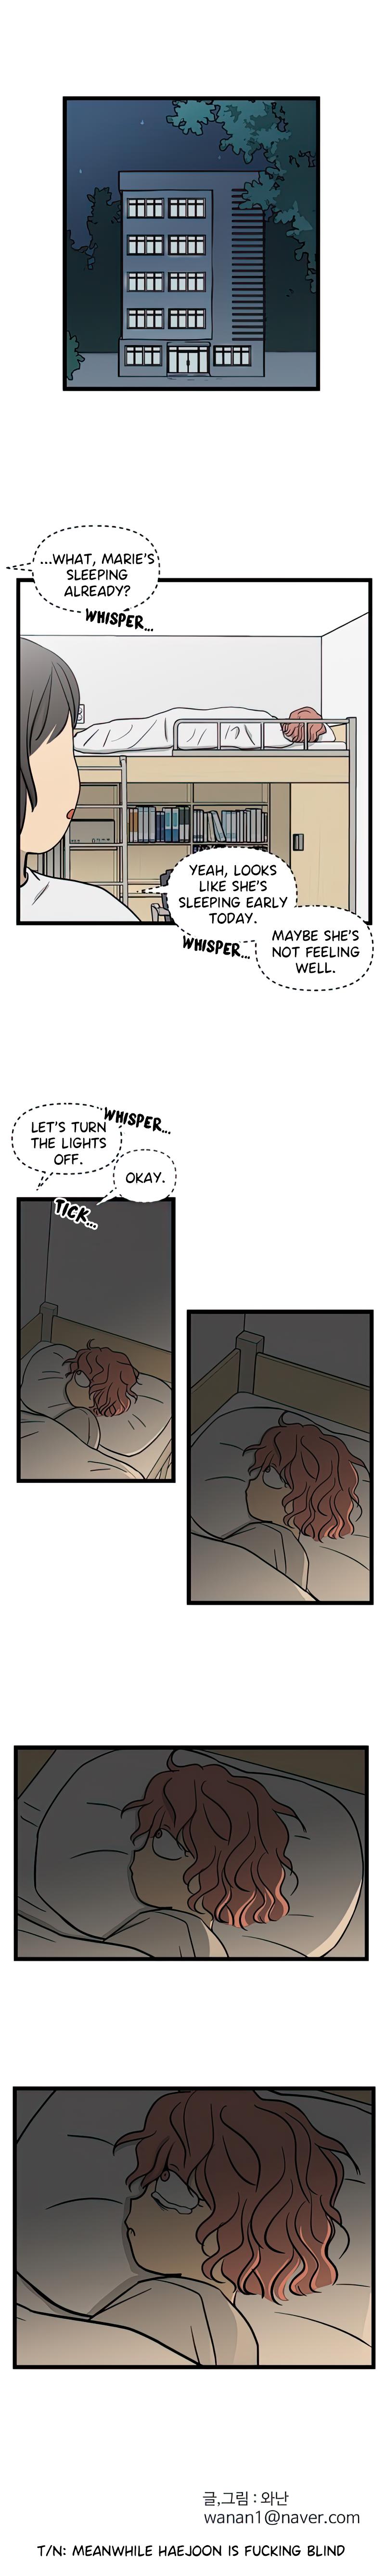 ...WHAT, MARIE'S
SLEEPING
ALREADY?
WHISPER...
YEAH, LOOKS
LIKE SHE'S
SLEEPING EARLY
TODAY.
WHISPER...
MAYBE SHE'S
NOT FEELING
WELL.
WHISPER...
LET'S TURN
THE LIGHTS
OFF.
OKAY.
TICK...
글,그림 : 와난
wanan1@naver.com
T/N: MEANWHILE HAEJOON IS FUCKING BLIND